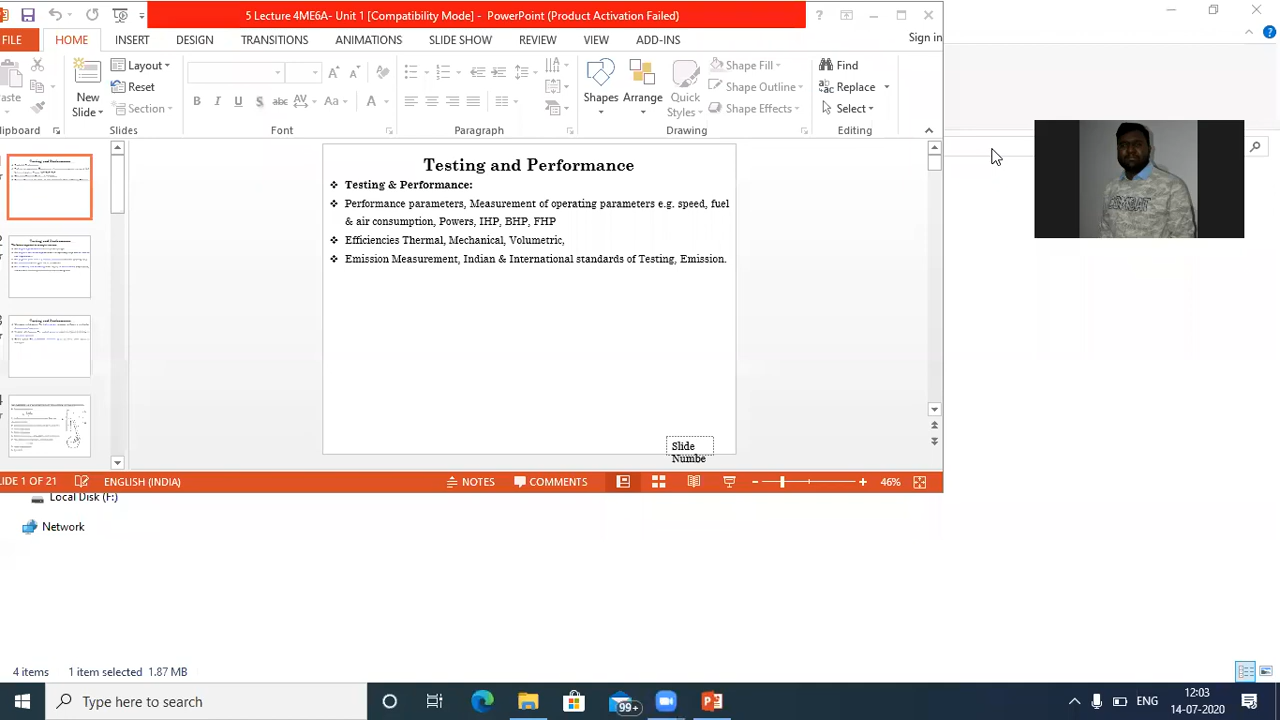 5 Lecture 4ME6A- Unit 1 [Compatibility Mode] - PowerPoint (Product Activation Failed)
FILE HOME INSERT DESIGN TRANSITIONS ANIMATIONS SLIDE SHOW REVIEW VIEW ADD-INS Sign in
Layout
Reset
Section
New
Slide
Slides
Font
Paragraph
Shapes
Arrange
Quick
Styles
Shape Fill
Shape Outline
Shape Effects
Drawing
Find
Replace
Select
Editing
Testing and Performance
❖ Testing & Performance:
❖ Performance parameters, Measurement of operating parameters e.g. speed, fuel
& air consumption, Powers, IHP, BHP, FHP
❖ Efficiencies Thermal, Mechanical, Volumetric,
❖ Emission Measurement, Indian & International standards of Testing, Emission.
Slide
Numbe
SLIDE 1 OF 21 ENGLISH (INDIA) NOTES COMMENTS 46%
Local Disk (F:)
Network
4 items 1 item selected 1.87 MB
Type here to search
99+
ENG
12:03
14-07-2020